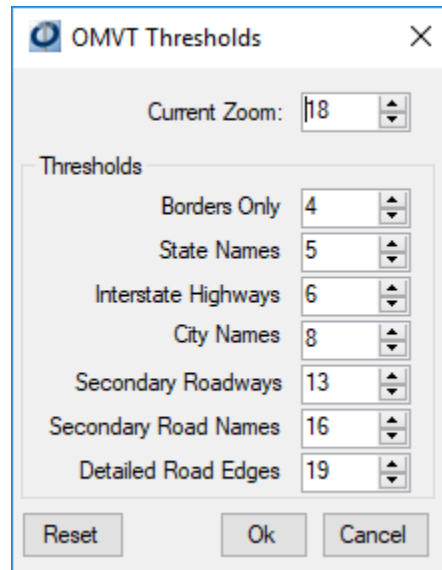 OMVT Thresholds
Current Zoom: 18
Thresholds
Borders Only 4
State Names 5
Interstate Highways 6
City Names 8
Secondary Roadways 13
Secondary Road Names 16
Detailed Road Edges 19
Reset Ok Cancel